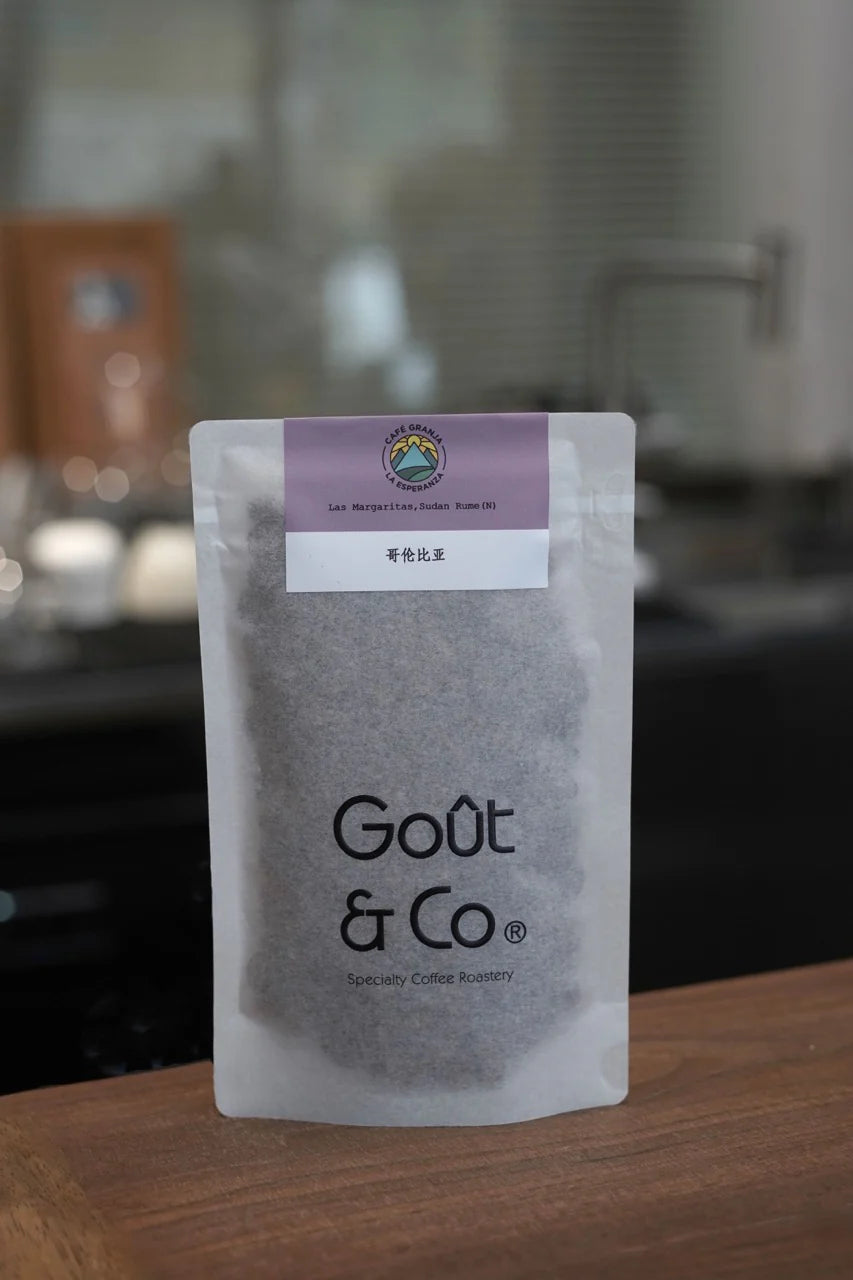 CAFÉ GRANJA
LA ESPERANZA
Las Margaritas,Sudan Rume(N)
哥伦比亚
Goût
& Co®
Specialty Coffee Roastery